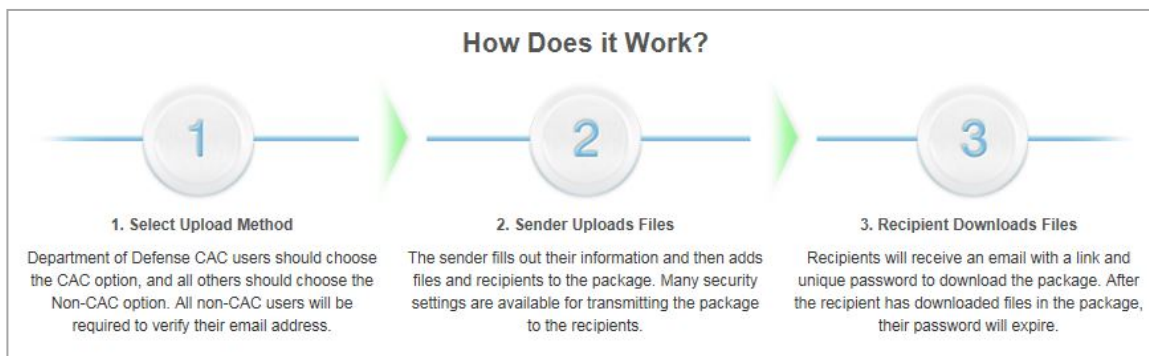 How Does it Work?
1
2
3
1. Select Upload Method
Department of Defense CAC users should choose
the CAC option, and all others should choose the
Non-CAC option. All non-CAC users will be
required to verify their email address.
2. Sender Uploads Files
The sender fills out their information and then adds
files and recipients to the package. Many security
settings are available for transmitting the package
to the recipients.
3. Recipient Downloads Files
Recipients will receive an email with a link and
unique password to download the package. After
the recipient has downloaded files in the package,
their password will expire.